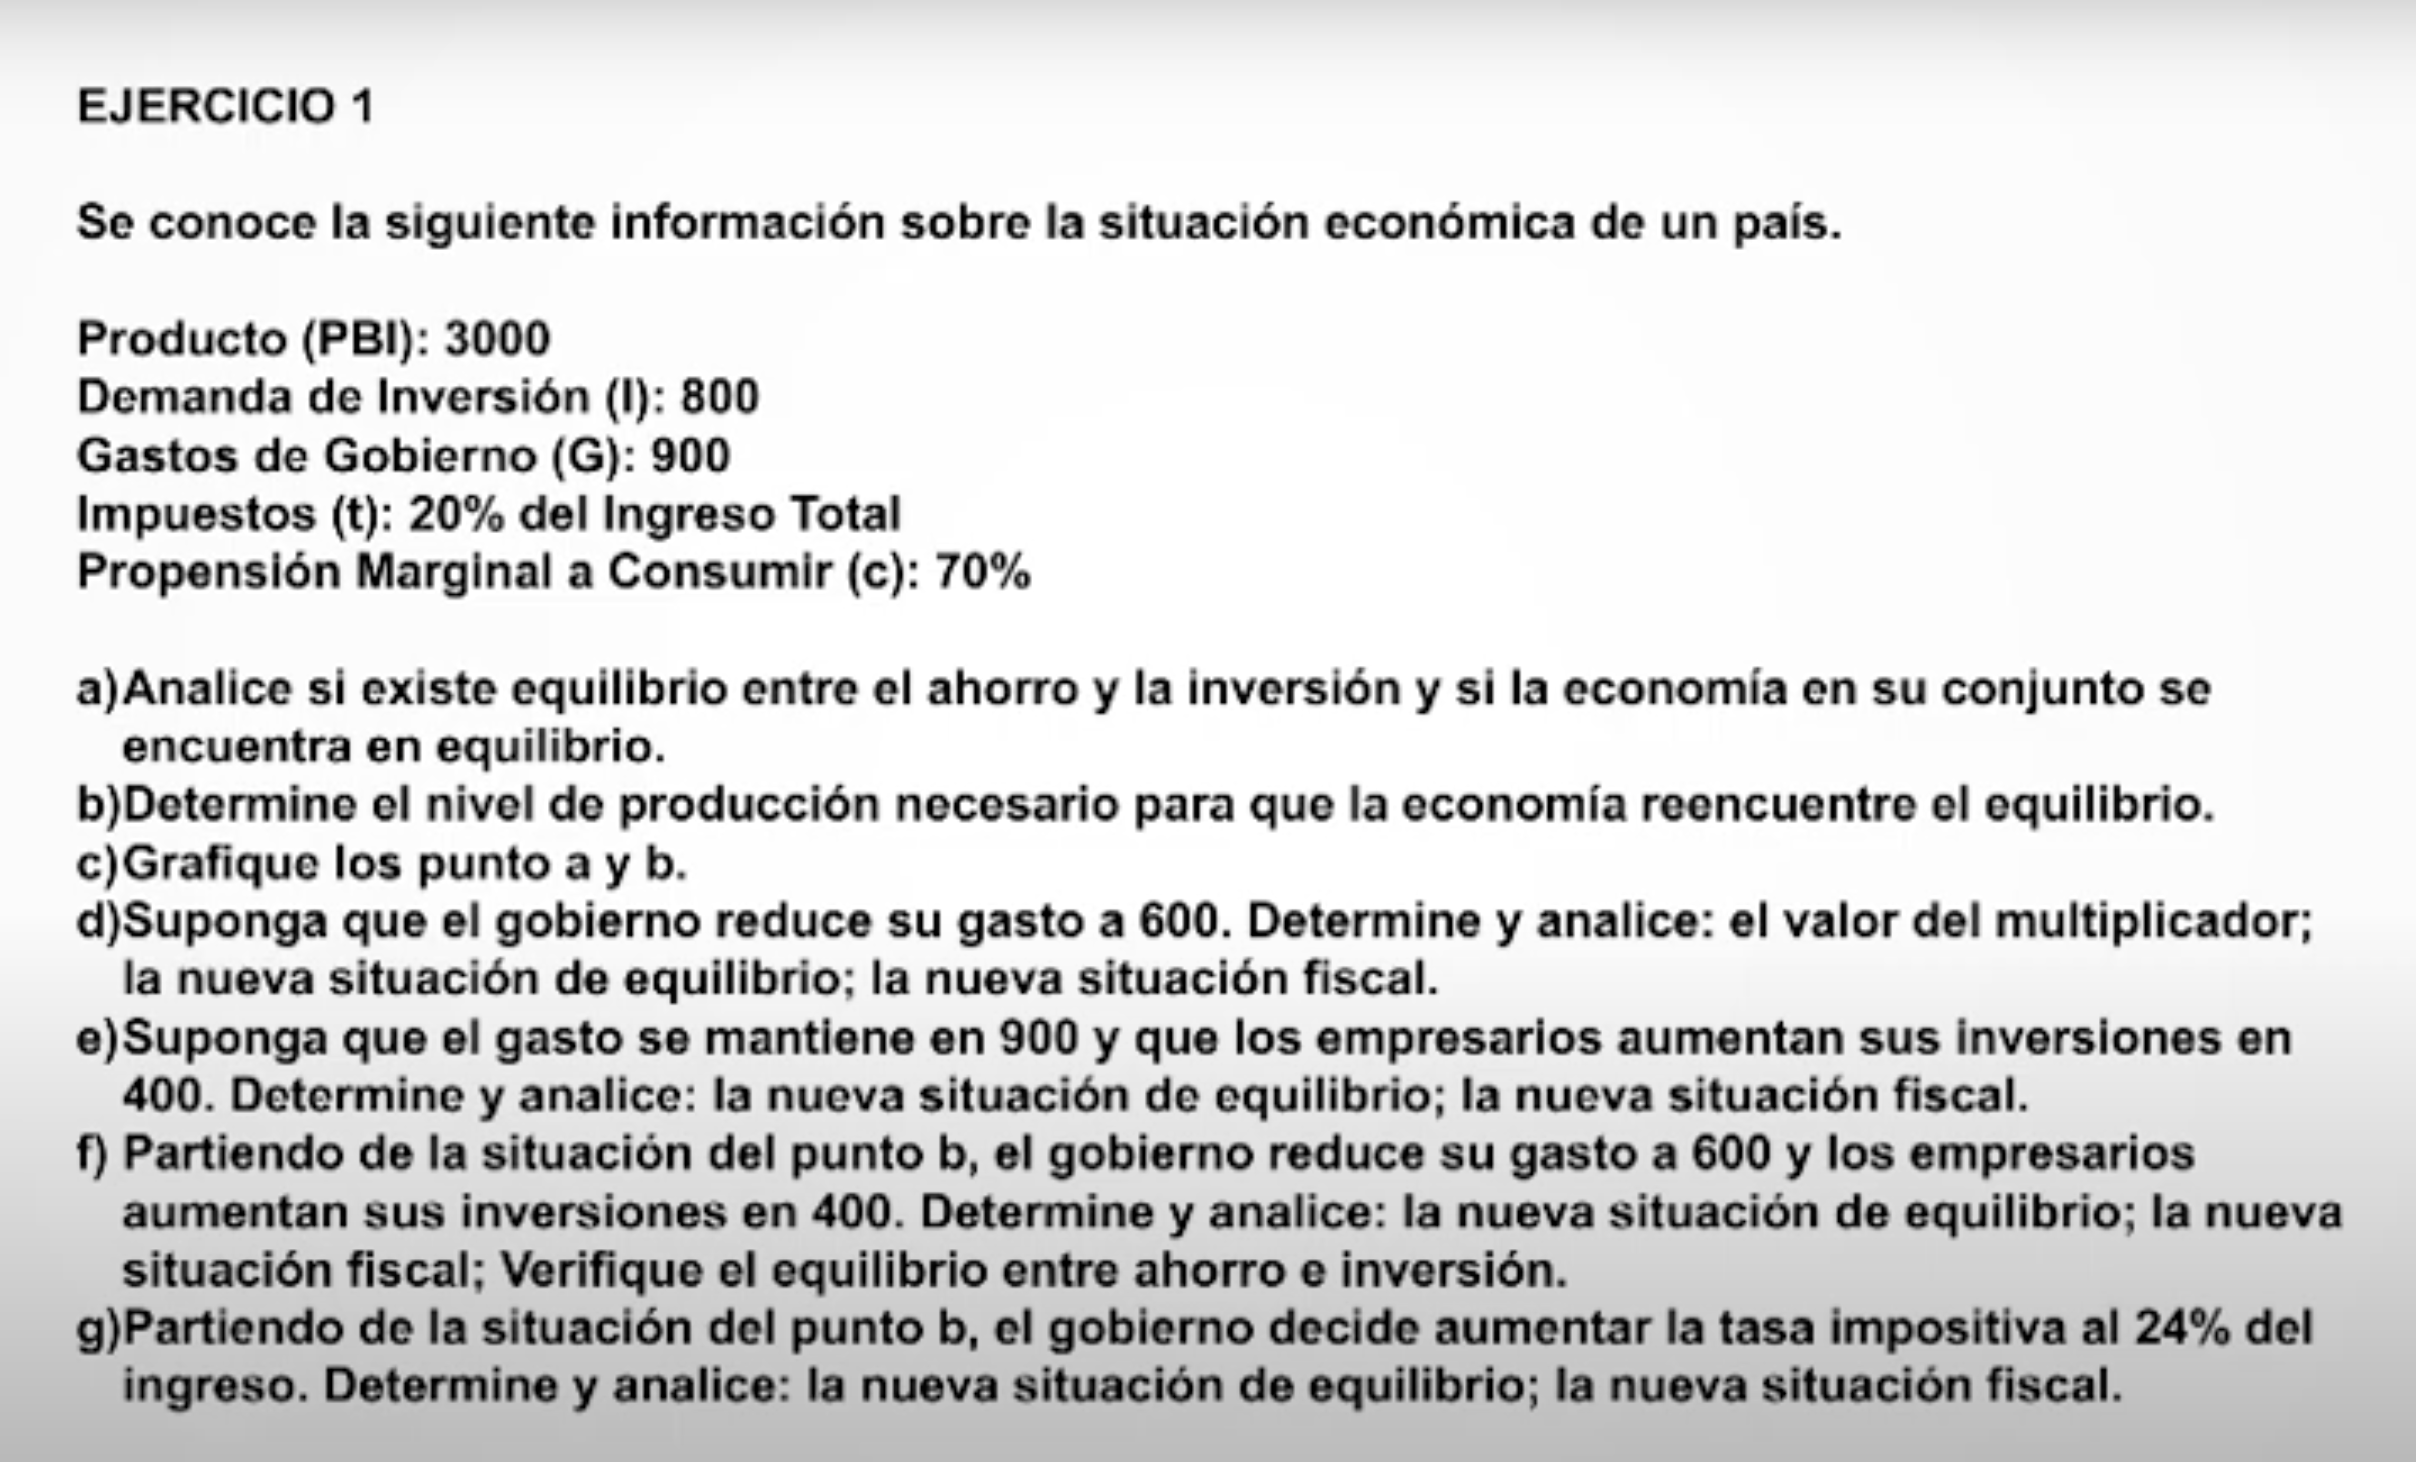 EJERCICIO 1
Se conoce la siguiente información sobre la situación económica de un país.
Producto (PBI): 3000
Demanda de Inversión (I): 800
Gastos de Gobierno (G): 900
Impuestos (t): 20% del Ingreso Total
Propensión Marginal a Consumir (c): 70%
a)Analice si existe equilibrio entre el ahorro y la inversión y si la economía en su conjunto se
encuentra en equilibrio.
b)Determine el nivel de producción necesario para que la economía reencuentre el equilibrio.
c)Grafique los punto a y b.
d)Suponga que el gobierno reduce su gasto a 600. Determine y analice: el valor del multiplicador;
la nueva situación de equilibrio; la nueva situación fiscal.
e)Suponga que el gasto se mantiene en 900 y que los empresarios aumentan sus inversiones en
400. Determine y analice: la nueva situación de equilibrio; la nueva situación fiscal.
f) Partiendo de la situación del punto b, el gobierno reduce su gasto a 600 y los empresarios
aumentan sus inversiones en 400. Determine y analice: la nueva situación de equilibrio; la nueva
situación fiscal; Verifique el equilibrio entre ahorro e inversión.
g)Partiendo de la situación del punto b, el gobierno decide aumentar la tasa impositiva al 24% del
ingreso. Determine y analice: la nueva situación de equilibrio; la nueva situación fiscal.